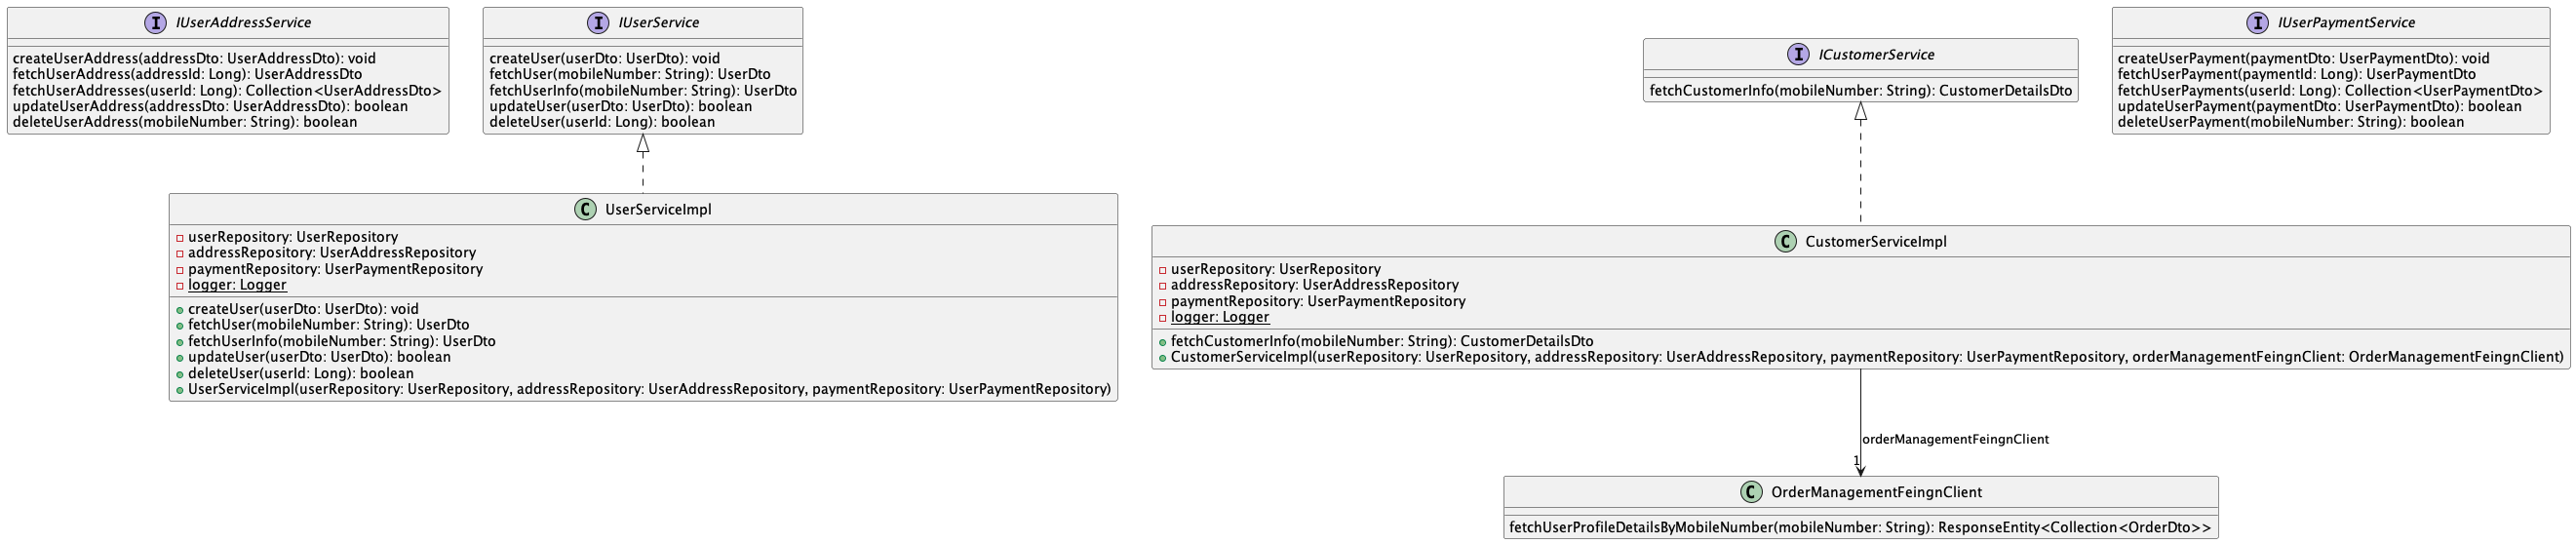 I IUserAddressService
createUserAddress(addressDto: UserAddressDto): void
fetchUserAddress(addressId: Long): UserAddressDto
fetchUserAddresses(userId: Long): Collection<UserAddressDto>
updateUserAddress(addressDto: UserAddressDto): boolean
deleteUserAddress(mobileNumber: String): boolean
I IUserService
createUser(userDto: UserDto): void
fetchUser(mobileNumber: String): UserDto
fetchUserInfo(mobileNumber: String): UserDto
updateUser(userDto: UserDto): boolean
deleteUser(userId: Long): boolean
I ICustomerService
fetchCustomerInfo(mobileNumber: String): CustomerDetailsDto
I IUserPaymentService
createUserPayment(paymentDto: UserPaymentDto): void
fetchUserPayment(paymentId: Long): UserPaymentDto
fetchUserPayments(userId: Long): Collection<UserPaymentDto>
updateUserPayment(paymentDto: UserPaymentDto): boolean
deleteUserPayment(mobileNumber: String): boolean
C UserServiceImpl
userRepository: UserRepository
addressRepository: UserAddressRepository
paymentRepository: UserPaymentRepository
logger: Logger
createUser(userDto: UserDto): void
fetchUser(mobileNumber: String): UserDto
fetchUserInfo(mobileNumber: String): UserDto
updateUser(userDto: UserDto): boolean
deleteUser(userId: Long): boolean
UserServiceImpl(userRepository: UserRepository, addressRepository: UserAddressRepository, paymentRepository: UserPaymentRepository)
C CustomerServiceImpl
userRepository: UserRepository
addressRepository: UserAddressRepository
paymentRepository: UserPaymentRepository
logger: Logger
fetchCustomerInfo(mobileNumber: String): CustomerDetailsDto
CustomerServiceImpl(userRepository: UserRepository, addressRepository: UserAddressRepository, paymentRepository: UserPaymentRepository, orderManagementFeingnClient: OrderManagementFeingnClient)
orderManagementFeingnClient
1
C OrderManagementFeingnClient
fetchUserProfileDetailsByMobileNumber(mobileNumber: String): ResponseEntity<Collection<OrderDto>>